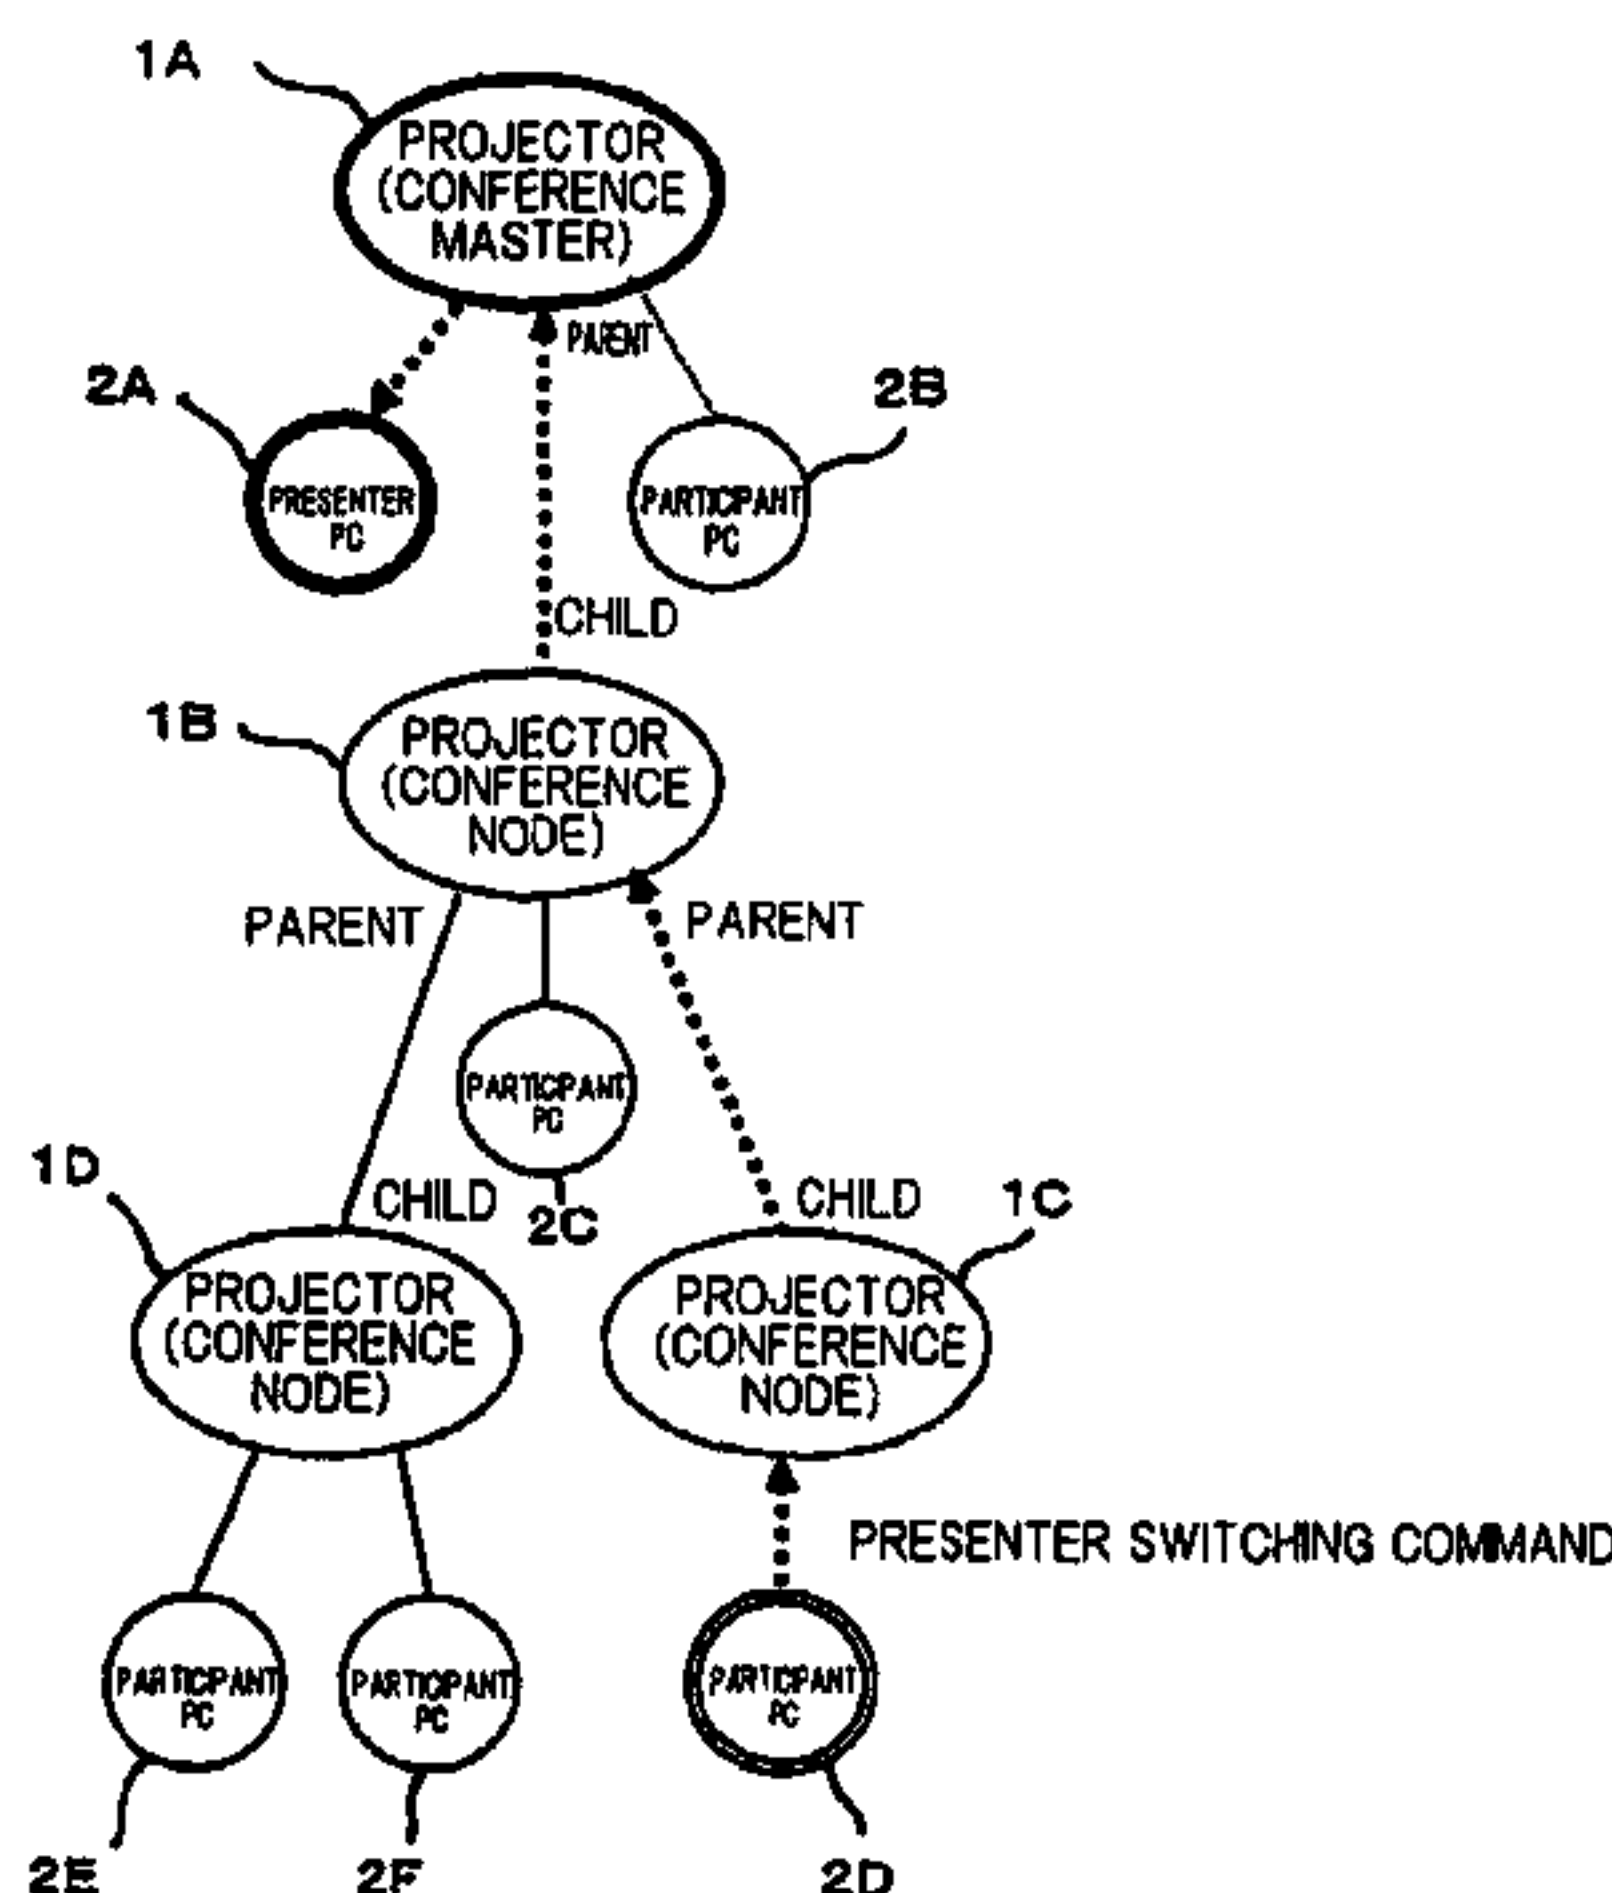 1A
PROJECTOR
(CONFERENCE
MASTER)
PARENT
2A
2B
PRESENTER
PC
PARTICIPANT
PC
CHILD
1B
PROJECTOR
(CONFERENCE
NODE)
PARENT
PARENT
PARTICIPANT
PC
1D
CHILD
2C
CHILD
1C
PROJECTOR
(CONFERENCE
NODE)
PROJECTOR
(CONFERENCE
NODE)
PRESENTER SWITCHING COMMAND
PARTICIPANT
PC
PARTICIPANT
PC
PARTICIPANT
PC
2E
2F
2D